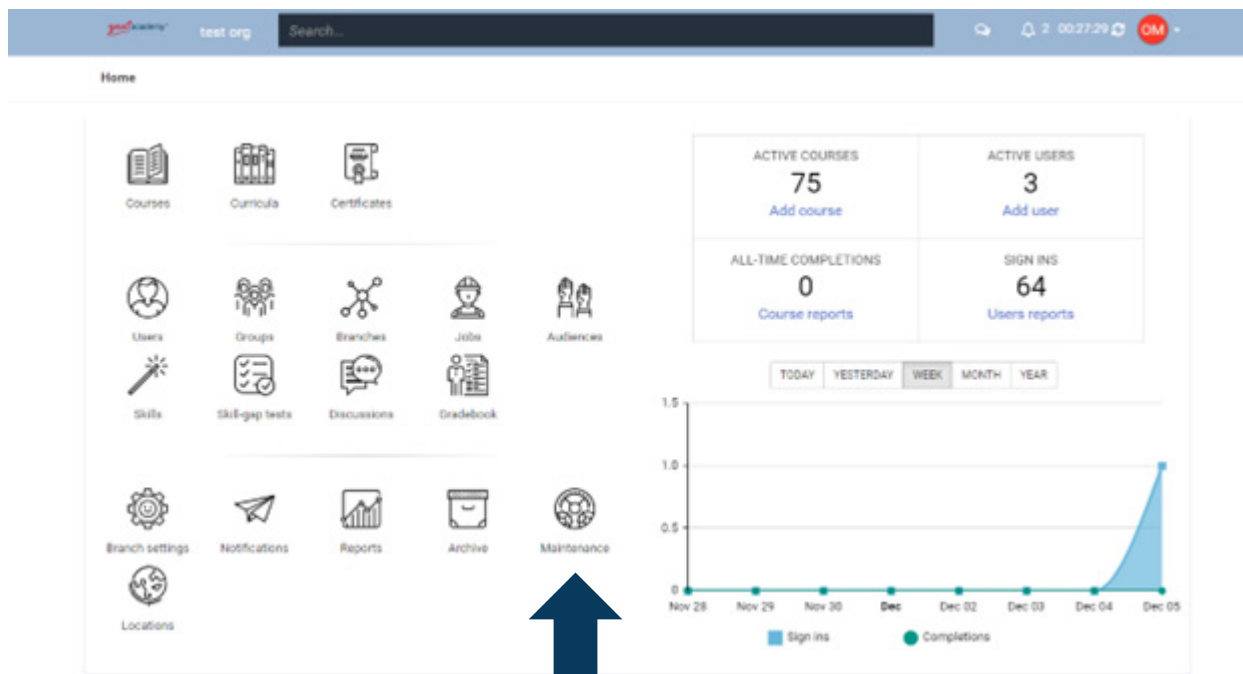 test org Search... 2 00:27:29 OM
Home
Courses Curricula Certificates
Users Groups Branches Jobs Audiences
Skills Skill-gap tests Discussions Gradebook
Branch settings Notifications Reports Archive Maintenance
Locations
ACTIVE COURSES
75
Add course
ACTIVE USERS
3
Add user
ALL-TIME COMPLETIONS
0
Course reports
SIGN INS
64
Users reports
TODAY YESTERDAY WEEK MONTH YEAR
1.5
1.0
0.5
0
Nov 28 Nov 29 Nov 30 Dec Dec 02 Dec 03 Dec 04 Dec 05
Sign ins Completions